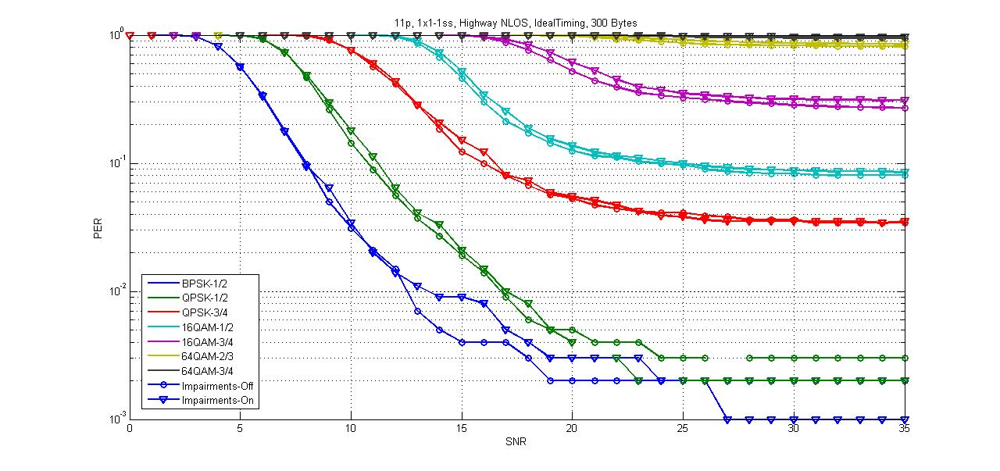 11p, 1x1-1ss, Highway NLOS, IdealTiming, 300 Bytes
10^0
10^-1
10^-2
10^-3
PER
BPSK-1/2
QPSK-1/2
QPSK-3/4
16QAM-1/2
16QAM-3/4
64QAM-2/3
64QAM-3/4
Impairments-Off
Impairments-On
0 5 10 15 20 25 30 35
SNR